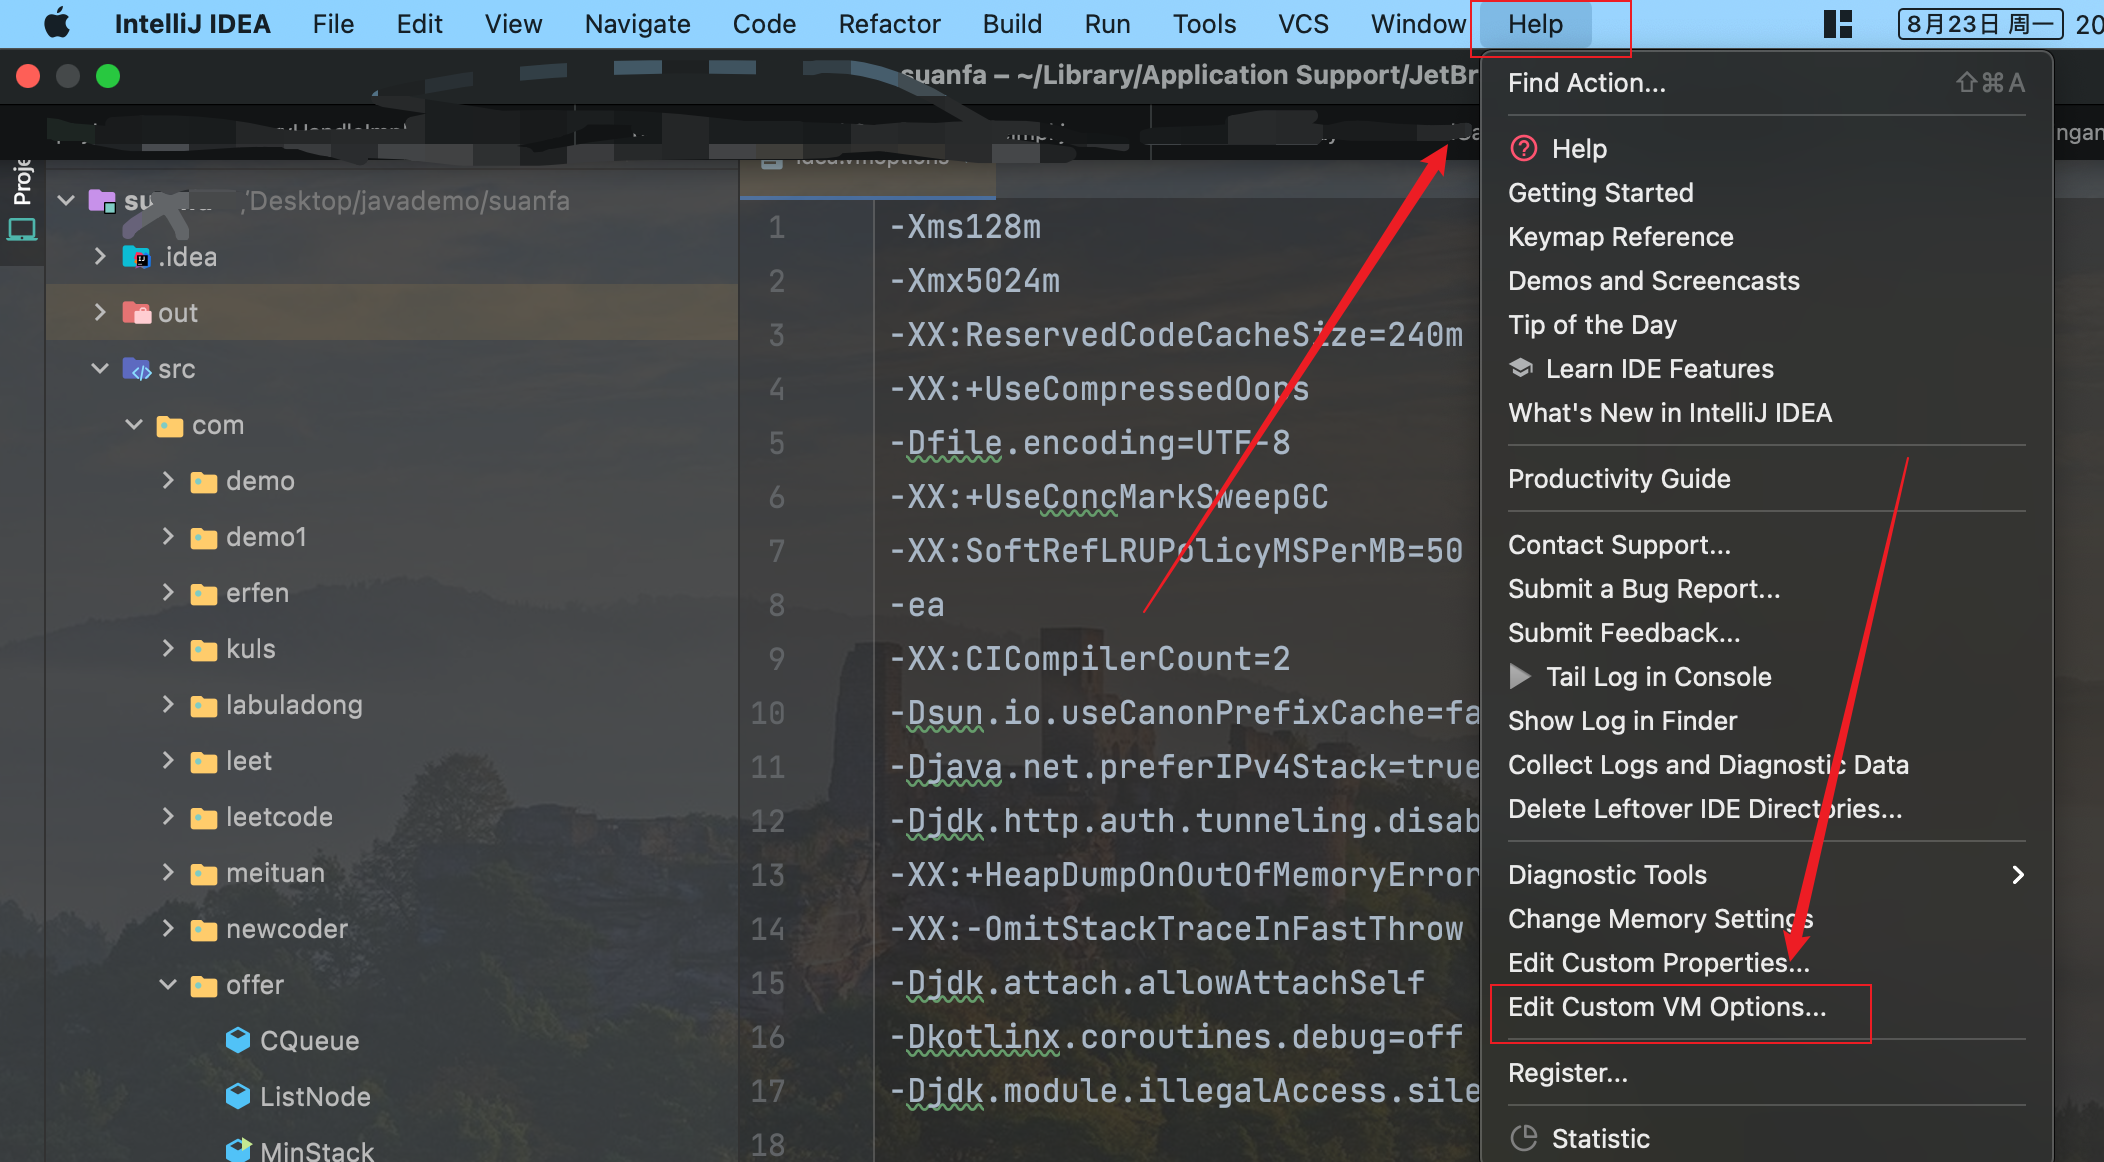 IntelliJ IDEA File Edit View Navigate Code Refactor Build Run Tools VCS Window Help 8月23日 周一 20
suanfa – ~/Library/Application Support/JetBr
Proje
Desktop/javademo/suanfa
.idea
out
src
com
demo
demo1
erfen
kuls
labuladong
leet
leetcode
meituan
newcoder
offer
CQueue
ListNode
MinStack
idea.vmoptions
1 -Xms128m
2 -Xmx5024m
3 -XX:ReservedCodeCacheSize=240m
4 -XX:+UseCompressedOops
5 -Dfile.encoding=UTF-8
6 -XX:+UseConcMarkSweepGC
7 -XX:SoftRefLRUPolicyMSPerMB=50
8 -ea
9 -XX:CICompilerCount=2
10 -Dsun.io.useCanonPrefixCache=fa
11 -Djava.net.preferIPv4Stack=true
12 -Djdk.http.auth.tunneling.disab
13 -XX:+HeapDumpOnOutOfMemoryError
14 -XX:-OmitStackTraceInFastThrow
15 -Djdk.attach.allowAttachSelf
16 -Dkotlinx.coroutines.debug=off
17 -Djdk.module.illegalAccess.sile
18
Find Action... ⇧⌘A
Help
Getting Started
Keymap Reference
Demos and Screencasts
Tip of the Day
Learn IDE Features
What's New in IntelliJ IDEA
Productivity Guide
Contact Support...
Submit a Bug Report...
Submit Feedback...
Tail Log in Console
Show Log in Finder
Collect Logs and Diagnostic Data
Delete Leftover IDE Directories...
Diagnostic Tools
Change Memory Settings
Edit Custom Properties...
Edit Custom VM Options...
Register...
Statistic
ngan